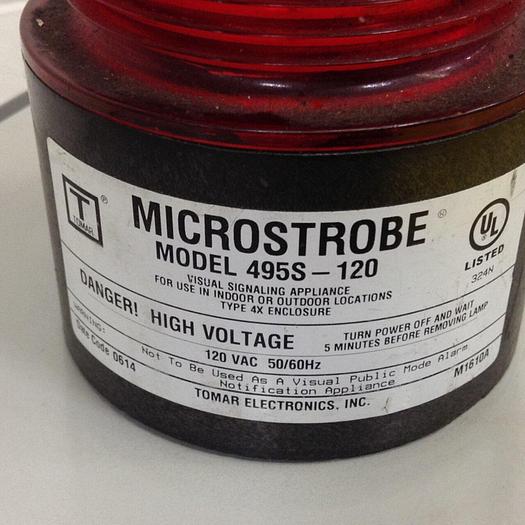 T
TOMAR
®
MICROSTROBE ®
MODEL 495S-120
VISUAL SIGNALING APPLIANCE
FOR USE IN INDOOR OR OUTDOOR LOCATIONS
TYPE 4X ENCLOSURE
UL
®
LISTED
324N
DANGER! HIGH VOLTAGE
120 VAC 50/60Hz
TURN POWER OFF AND WAIT
5 MINUTES BEFORE REMOVING LAMP
WARNING:
Not To Be Used As A Visual Public Mode Alarm
Notification Appliance
Date Code 0614
M1610A
TOMAR ELECTRONICS, INC.